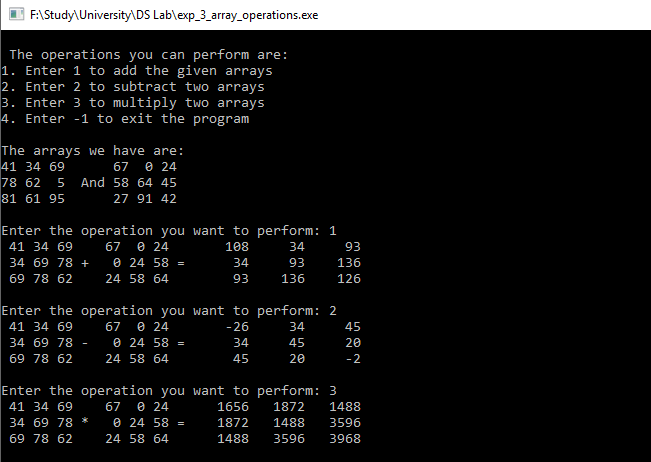 F:\Study\University\DS Lab\exp_3_array_operations.exe
The operations you can perform are:
1. Enter 1 to add the given arrays
2. Enter 2 to subtract two arrays
3. Enter 3 to multiply two arrays
4. Enter -1 to exit the program
The arrays we have are:
41 34 69      67  0 24
78 62  5  And 58 64 45
81 61 95      27 91 42
Enter the operation you want to perform: 1
 41 34 69    67  0 24       108     34     93
 34 69 78 +   0 24 58 =      34     93    136
 69 78 62    24 58 64        93    136    126
Enter the operation you want to perform: 2
 41 34 69    67  0 24       -26     34     45
 34 69 78 -   0 24 58 =      34     45     20
 69 78 62    24 58 64        45     20     -2
Enter the operation you want to perform: 3
 41 34 69    67  0 24      1656   1872   1488
 34 69 78 *   0 24 58 =    1872   1488   3596
 69 78 62    24 58 64      1488   3596   3968